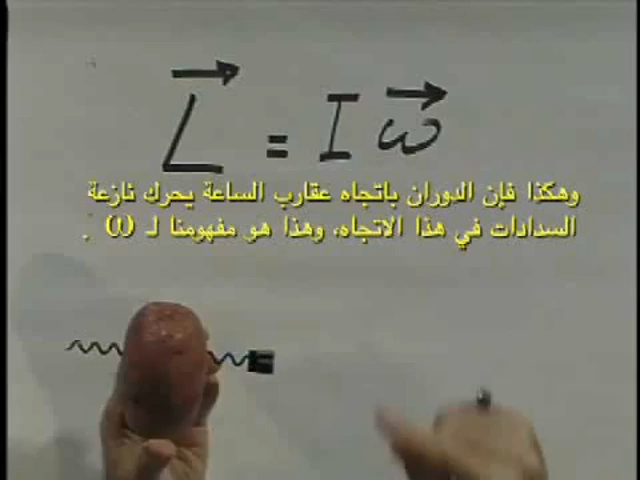 L = I ω
وهكذا فإن الدوران باتجاه عقارب الساعة يحرك نازعة
السدادات في هذا الاتجاه، وهذا هو مفهومنا لـ ω .